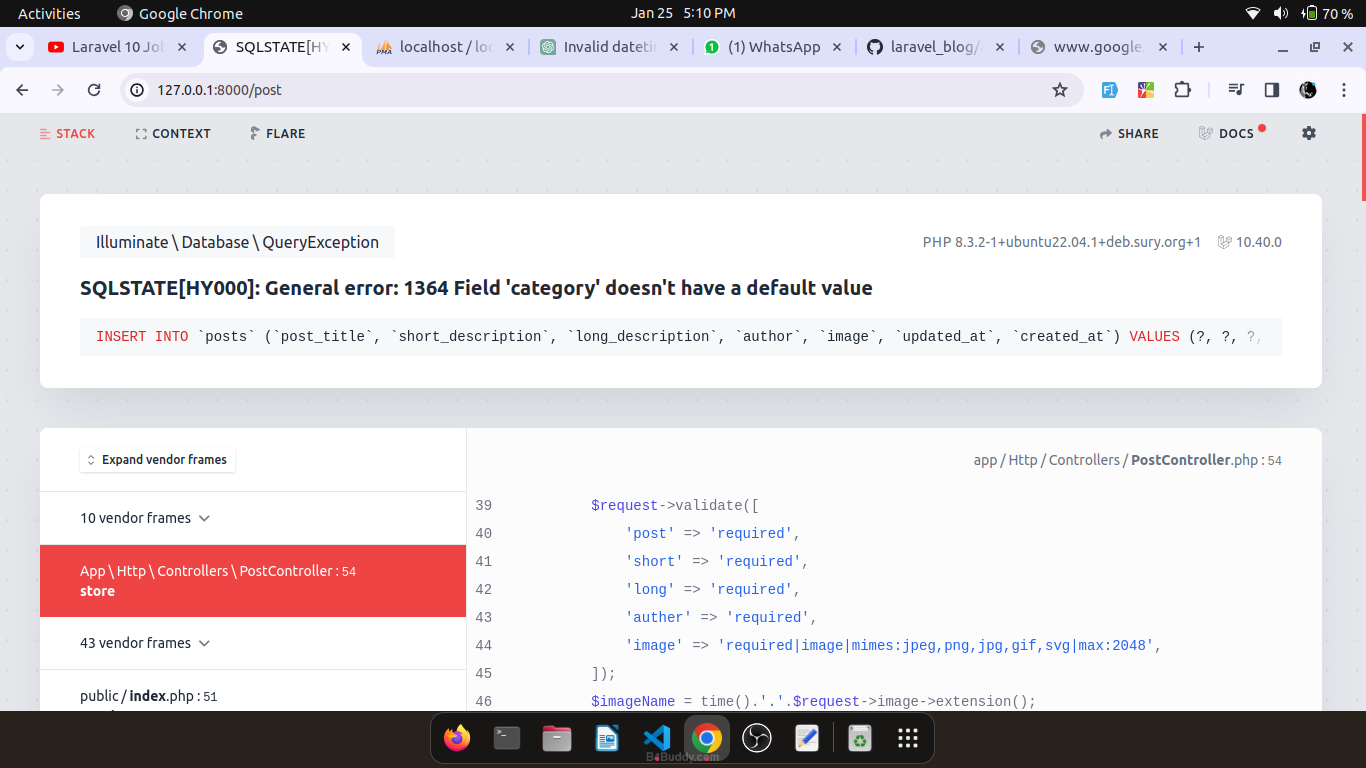 Activities Google Chrome Jan 25 5:10 PM 70 %
Laravel 10 Jo SQLSTATE[HY localhost / loc Invalid dateti (1) WhatsApp laravel_blog/ www.google.
127.0.0.1:8000/post
STACK CONTEXT FLARE SHARE DOCS
Illuminate \ Database \ QueryException PHP 8.3.2-1+ubuntu22.04.1+deb.sury.org+1 10.40.0
SQLSTATE[HY000]: General error: 1364 Field 'category' doesn't have a default value
INSERT INTO `posts` (`post_title`, `short_description`, `long_description`, `author`, `image`, `updated_at`, `created_at`) VALUES (?, ?, ?,
Expand vendor frames
10 vendor frames
App \ Http \ Controllers \ PostController : 54
store
43 vendor frames
public / index.php : 51
app / Http / Controllers / PostController.php : 54
39 $request->validate([
40 'post' => 'required',
41 'short' => 'required',
42 'long' => 'required',
43 'auther' => 'required',
44 'image' => 'required|image|mimes:jpeg,png,jpg,gif,svg|max:2048',
45 ]);
46 $imageName = time().'.'.$request->image->extension();